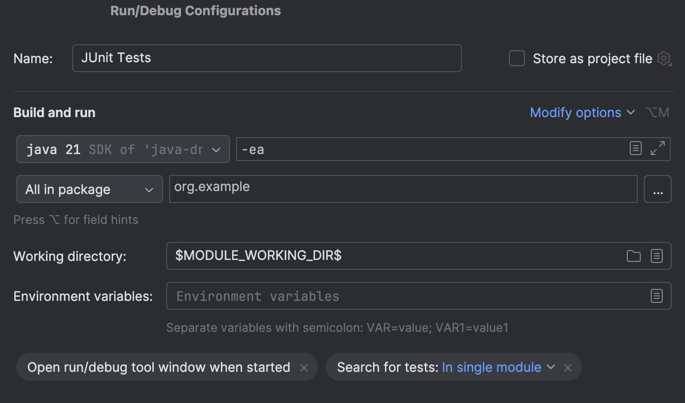 Run/Debug Configurations
Name: JUnit Tests Store as project file
Build and run Modify options ⌥M
java 21 SDK of 'java-dr -ea
All in package org.example ...
Press ⌥ for field hints
Working directory: $MODULE_WORKING_DIR$
Environment variables: Environment variables
Separate variables with semicolon: VAR=value; VAR1=value1
Open run/debug tool window when started × Search for tests: In single module ×